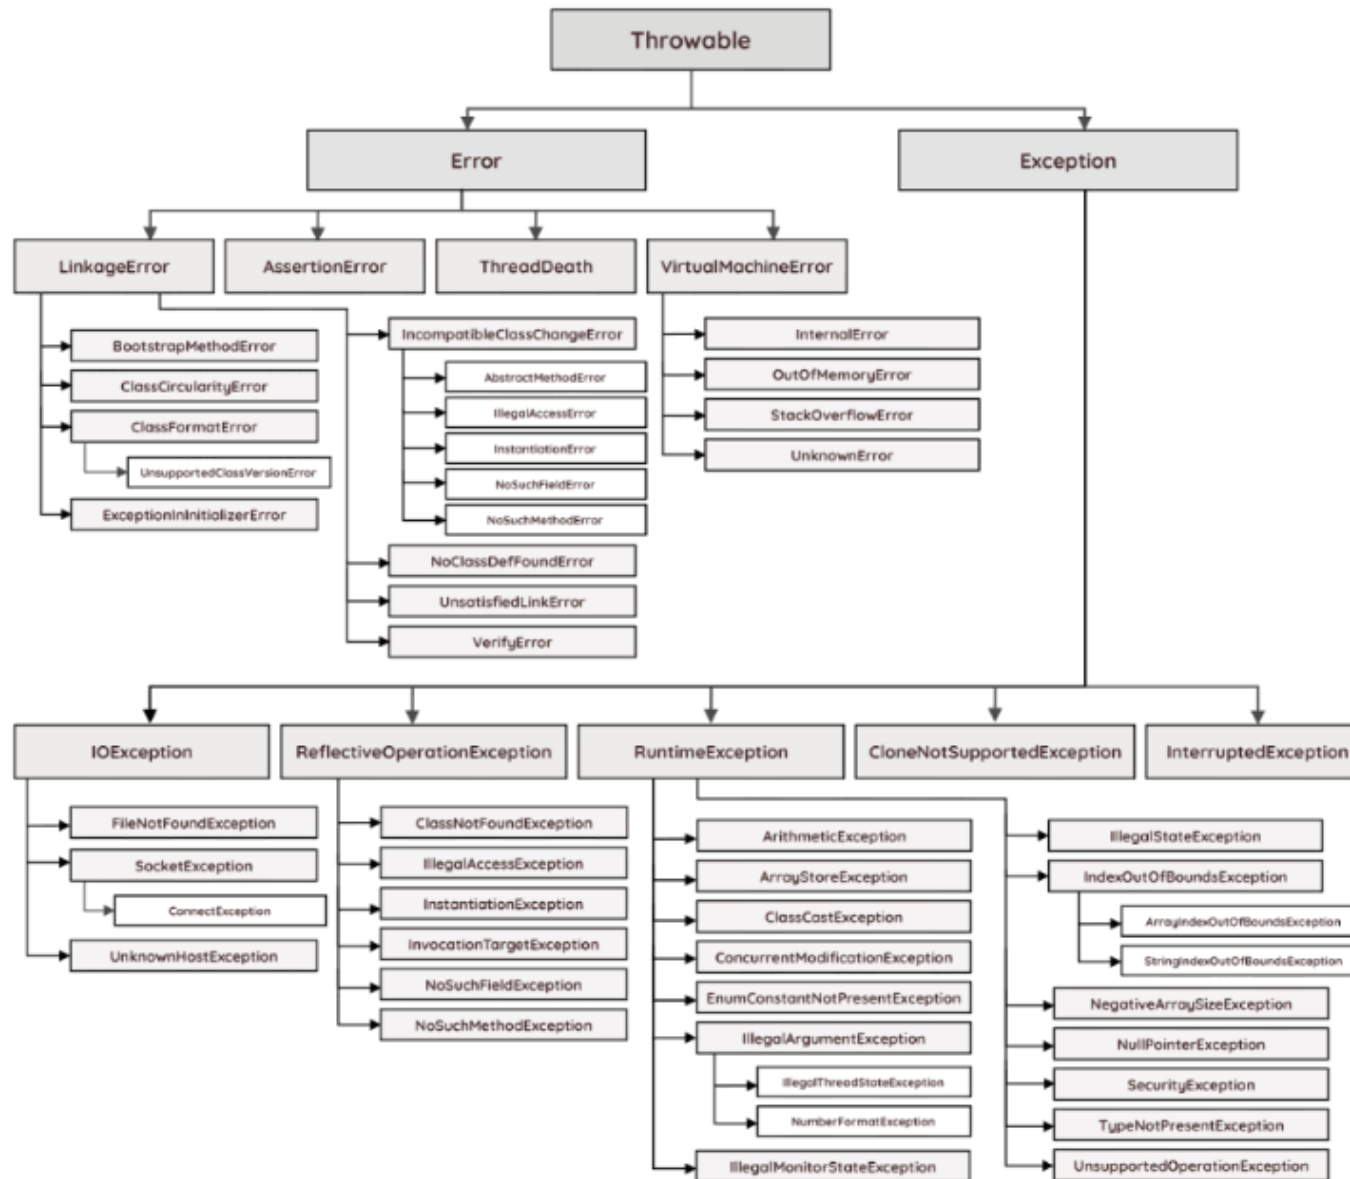 Throwable
Error
Exception
LinkageError
AssertionError
ThreadDeath
VirtualMachineError
BootstrapMethodError
ClassCircularityError
ClassFormatError
UnsupportedClassVersionError
ExceptionInInitializerError
IncompatibleClassChangeError
AbstractMethodError
IllegalAccessError
InstantiationError
NoSuchFieldError
NoSuchMethodError
NoClassDefFoundError
UnsatisfiedLinkError
VerifyError
InternalError
OutOfMemoryError
StackOverflowError
UnknownError
IOException
ReflectiveOperationException
RuntimeException
CloneNotSupportedException
InterruptedException
FileNotFoundException
SocketException
ConnectException
UnknownHostException
ClassNotFoundException
IllegalAccessException
InstantiationException
InvocationTargetException
NoSuchFieldException
NoSuchMethodException
ArithmeticException
ArrayStoreException
ClassCastException
ConcurrentModificationException
EnumConstantNotPresentException
IllegalArgumentException
IllegalThreadStateException
NumberFormatException
IllegalMonitorStateException
IllegalStateException
IndexOutOfBoundsException
ArrayIndexOutOfBoundsException
StringIndexOutOfBoundsException
NegativeArraySizeException
NullPointerException
SecurityException
TypeNotPresentException
UnsupportedOperationException